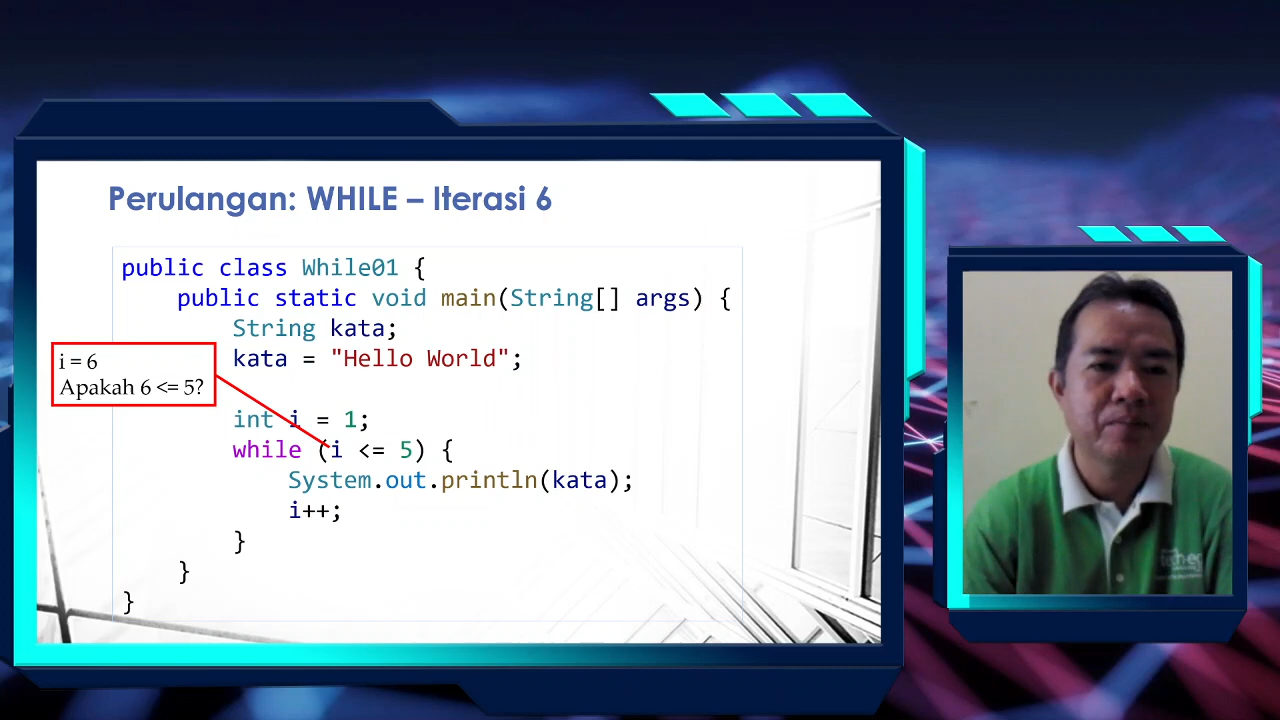 Perulangan: WHILE – Iterasi 6
public class While01 {
public static void main(String[] args) {
String kata;
kata = "Hello World";
i = 6
Apakah 6 <= 5?
int i = 1;
while (i <= 5) {
System.out.println(kata);
i++;
}
}
}